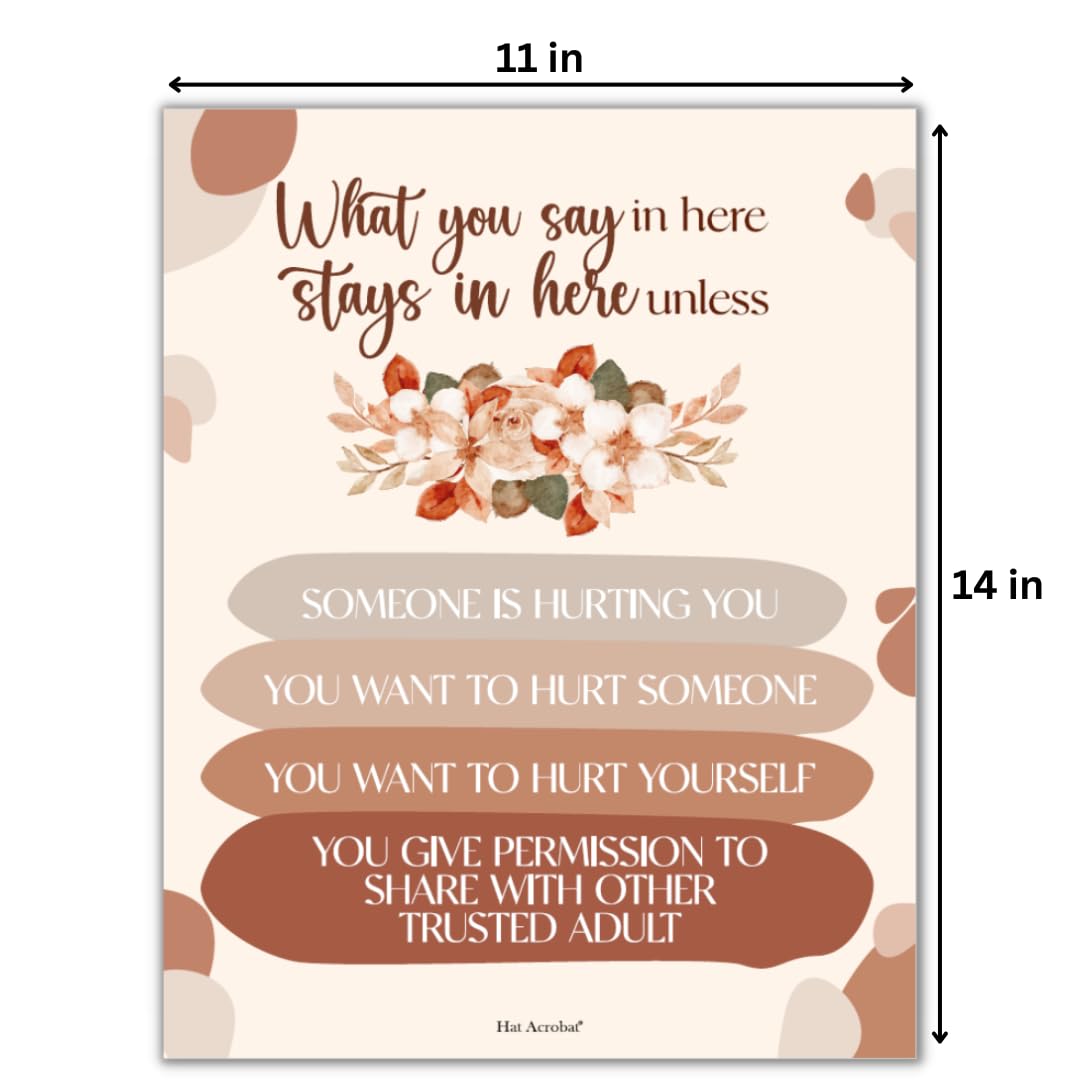 11 in
What you say in here
stays in here unless
14 in
SOMEONE IS HURTING YOU
YOU WANT TO HURT SOMEONE
YOU WANT TO HURT YOURSELF
YOU GIVE PERMISSION TO
SHARE WITH OTHER
TRUSTED ADULT
Hat Acrobat®